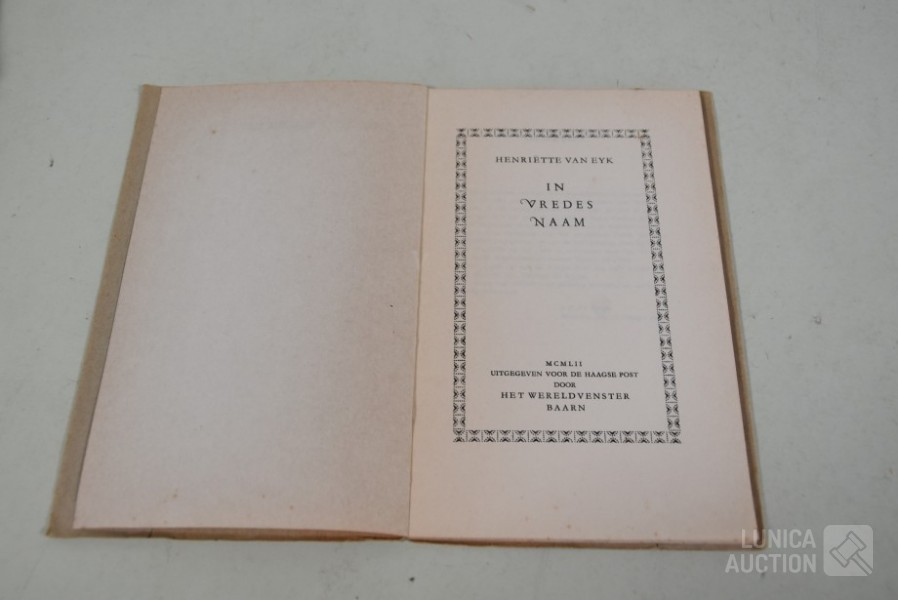 HENRIËTTE VAN EYK
IN
VREDES
NAAM
MCMLII
UITGEGEVEN VOOR DE HAAGSE POST
DOOR
HET WERELDVENSTER
BAARN
LUNICA
AUCTION